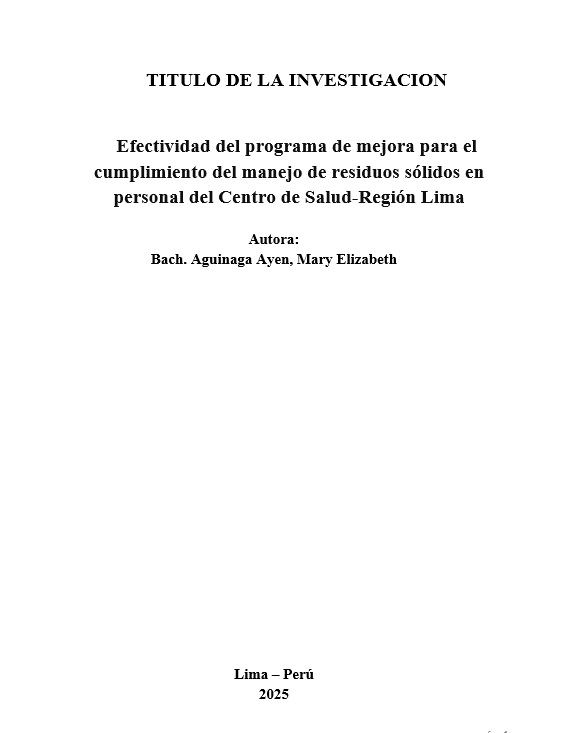 TITULO DE LA INVESTIGACION
Efectividad del programa de mejora para el
cumplimiento del manejo de residuos sólidos en
personal del Centro de Salud-Región Lima
Autora:
Bach. Aguinaga Ayen, Mary Elizabeth
Lima – Perú
2025